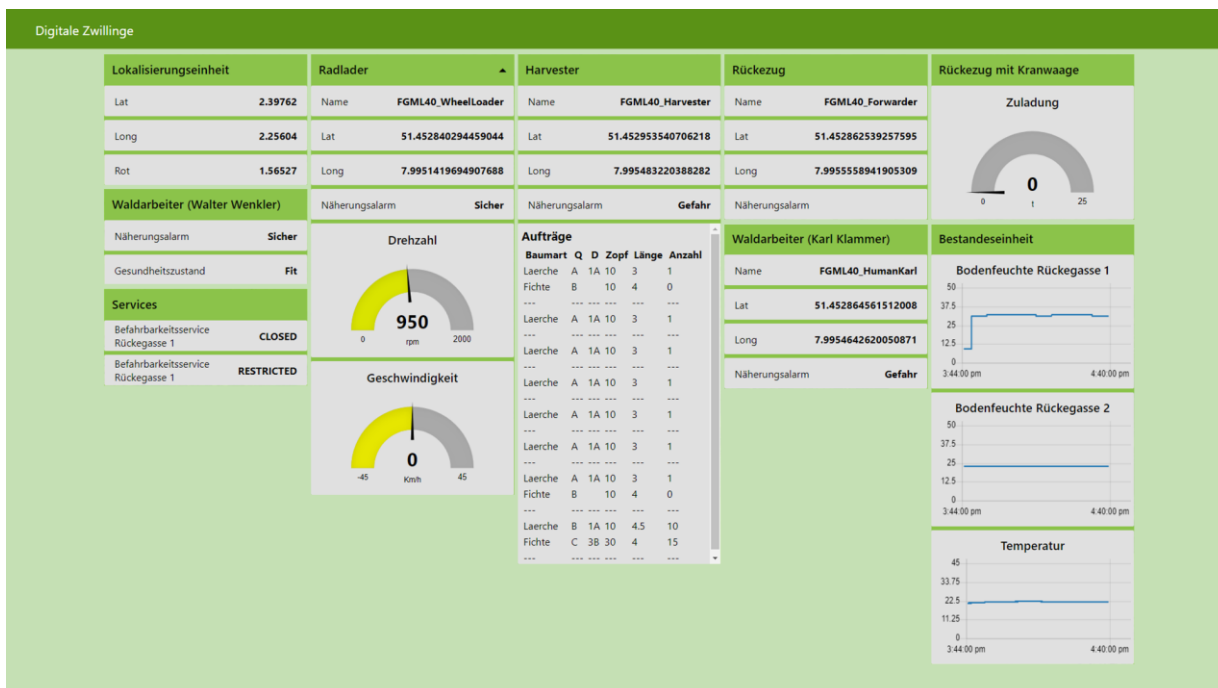 Digitale Zwillinge
Lokalisierungseinheit
Lat 2.39762
Long 2.25604
Rot 1.56527
Waldarbeiter (Walter Wenkler)
Näherungsalarm Sicher
Gesundheitszustand Fit
Services
Befahrbarkeitsservice
Rückegasse 1 CLOSED
Befahrbarkeitsservice
Rückegasse 1 RESTRICTED
Radlader
Name FGML40_WheelLoader
Lat 51.452840294459044
Long 7.9951419694907688
Näherungsalarm Sicher
Drehzahl
950
0 rpm 2000
Geschwindigkeit
0
-45 Km/h 45
Harvester
Name FGML40_Harvester
Lat 51.452953540706218
Long 7.995483220388282
Näherungsalarm Gefahr
Aufträge
Baumart Q D Zopf Länge Anzahl
Laerche A 1A 10 3 1
Fichte B 10 4 0
--- --- --- --- --- ---
Laerche A 1A 10 3 1
--- --- --- --- --- ---
Laerche A 1A 10 3 1
--- --- --- --- --- ---
Laerche A 1A 10 3 1
--- --- --- --- --- ---
Laerche A 1A 10 3 1
--- --- --- --- --- ---
Laerche A 1A 10 3 1
--- --- --- --- --- ---
Laerche A 1A 10 3 1
Fichte B 10 4 0
--- --- --- --- --- ---
Laerche B 1A 10 4.5 10
Fichte C 3B 30 4 15
--- --- --- --- --- ---
Rückezug
Name FGML40_Forwarder
Lat 51.452862539257595
Long 7.9955558941905309
Näherungsalarm
Waldarbeiter (Karl Klammer)
Name FGML40_HumanKarl
Lat 51.452864561512008
Long 7.9954642620050871
Näherungsalarm Gefahr
Rückezug mit Kranwaage
Zuladung
0
0 t 25
Bestandeseinheit
Bodenfeuchte Rückegasse 1
50
37.5
25
12.5
0
3:44:00 pm 4:40:00 pm
Bodenfeuchte Rückegasse 2
50
37.5
25
12.5
0
3:44:00 pm 4:40:00 pm
Temperatur
45
33.75
22.5
11.25
0
3:44:00 pm 4:40:00 pm